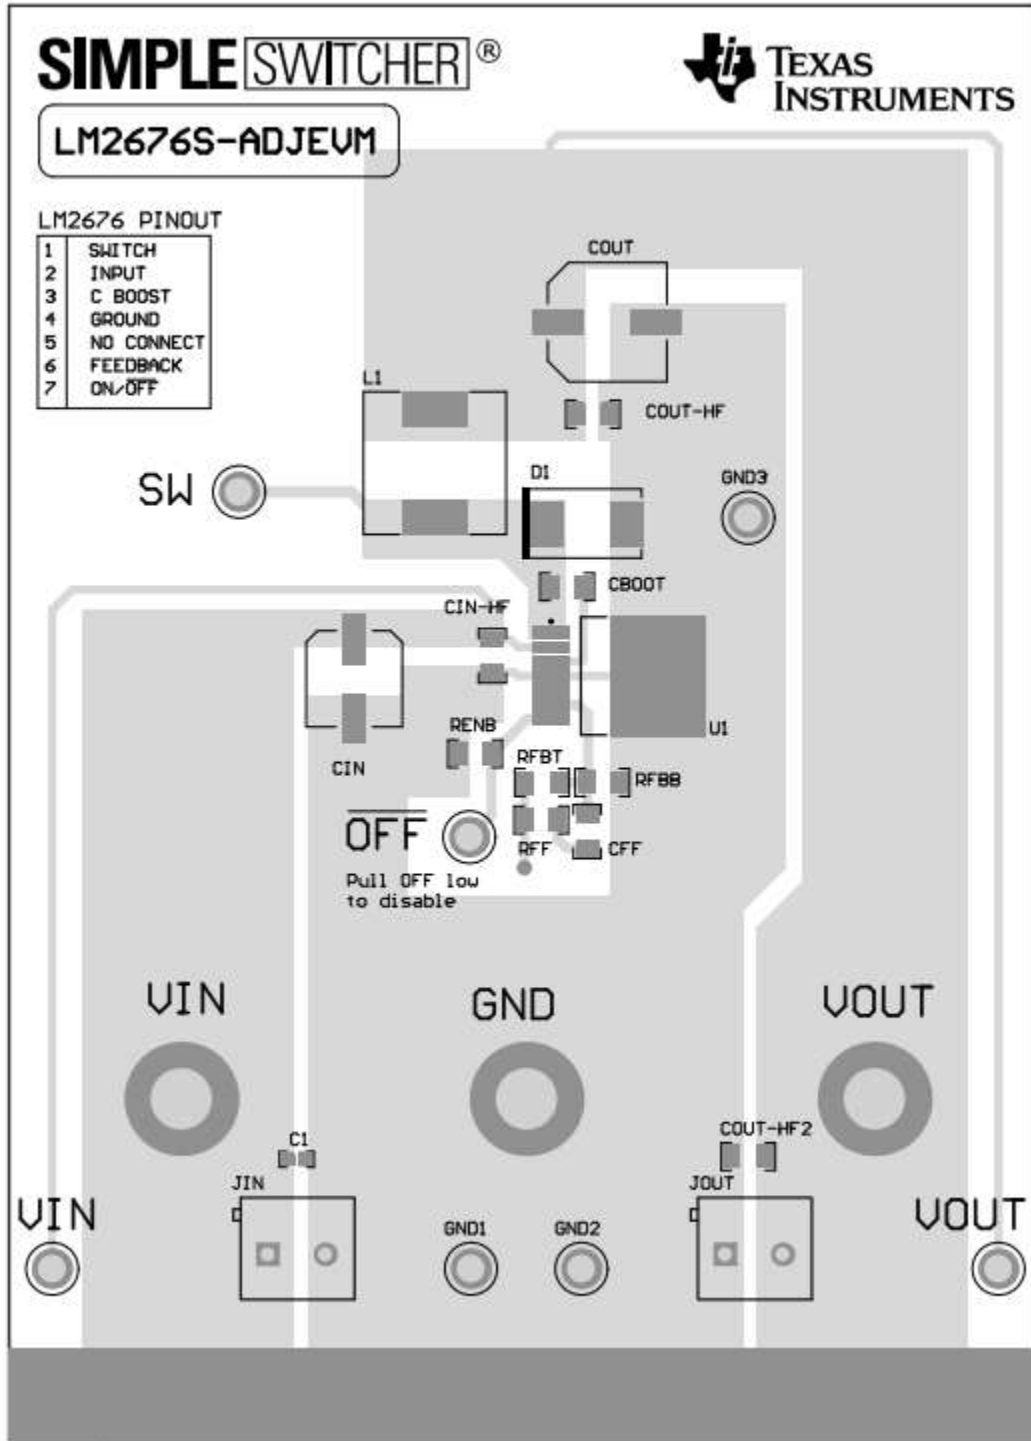 SIMPLE SWITCHER ®
TEXAS
INSTRUMENTS
LM2676S-ADJEVM
LM2676 PINOUT
1 SWITCH
2 INPUT
3 C BOOST
4 GROUND
5 NO CONNECT
6 FEEDBACK
7 ON/OFF
COUT
L1
COUT-HF
SW
D1
GND3
CBOOT
CIN-HF
U1
RENB
CIN
RFBT
RFBB
OFF
RFF
CFF
Pull OFF low
to disable
VIN
GND
VOUT
C1
COUT-HF2
JIN
JOUT
VIN
GND1
GND2
VOUT